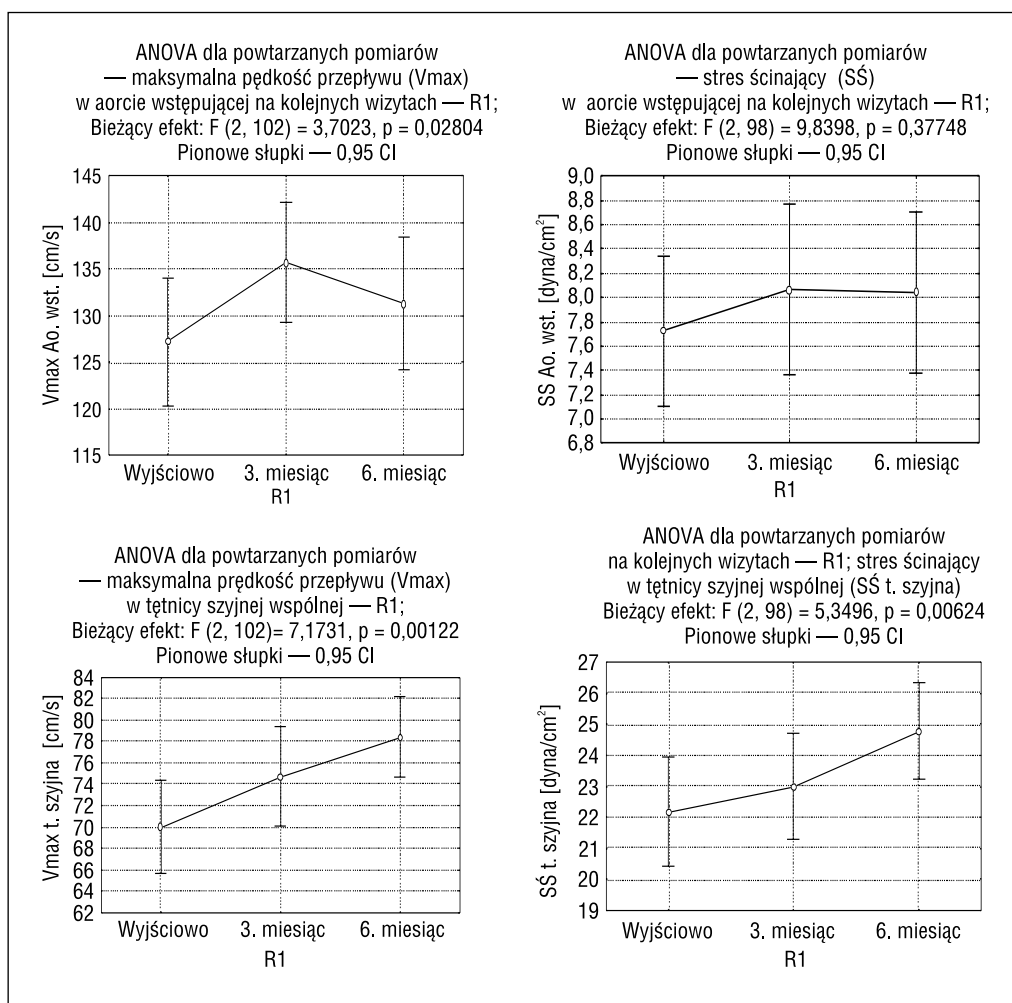 ANOVA dla powtarzanych pomiarów
— maksymalna pędkość przepływu (Vmax)
w aorcie wstępującej na kolejnych wizytach — R1;
Bieżący efekt: F (2, 102) = 3,7023, p = 0,02804
Pionowe słupki — 0,95 CI
Vmax Ao. wst. [cm/s]
145
140
135
130
125
120
115
Wyjściowo 3. miesiąc 6. miesiąc
R1
ANOVA dla powtarzanych pomiarów
— stres ścinający (SŚ)
w aorcie wstępującej na kolejnych wizytach — R1;
Bieżący efekt: F (2, 98) = 9,8398, p = 0,37748
Pionowe słupki — 0,95 CI
SŚ Ao. wst. [dyna/cm²]
9,0
8,8
8,6
8,4
8,2
8,0
7,8
7,6
7,4
7,2
7,0
6,8
Wyjściowo 3. miesiąc 6. miesiąc
R1
ANOVA dla powtarzanych pomiarów
— maksymalna prędkość przepływu (Vmax)
w tętnicy szyjnej wspólnej — R1;
Bieżący efekt: F (2, 102)= 7,1731, p = 0,00122
Pionowe słupki — 0,95 CI
Vmax t. szyjna [cm/s]
84
82
80
78
76
74
72
70
68
66
64
62
Wyjściowo 3. miesiąc 6. miesiąc
R1
ANOVA dla powtarzanych pomiarów
na kolejnych wizytach — R1; stres ścinający
w tętnicy szyjnej wspólnej (SŚ t. szyjna)
Bieżący efekt: F (2, 98) = 5,3496, p = 0,00624
Pionowe słupki — 0,95 CI
SŚ t. szyjna [dyna/cm²]
27
26
25
24
23
22
21
20
19
Wyjściowo 3. miesiąc 6. miesiąc
R1